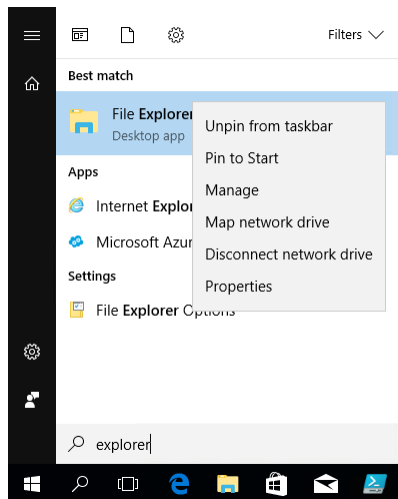 Filters
Best match
File Explorer
Desktop app
Unpin from taskbar
Pin to Start
Manage
Map network drive
Disconnect network drive
Properties
Apps
Internet Explo
Microsoft Azu
Settings
File Explorer Options
explorer